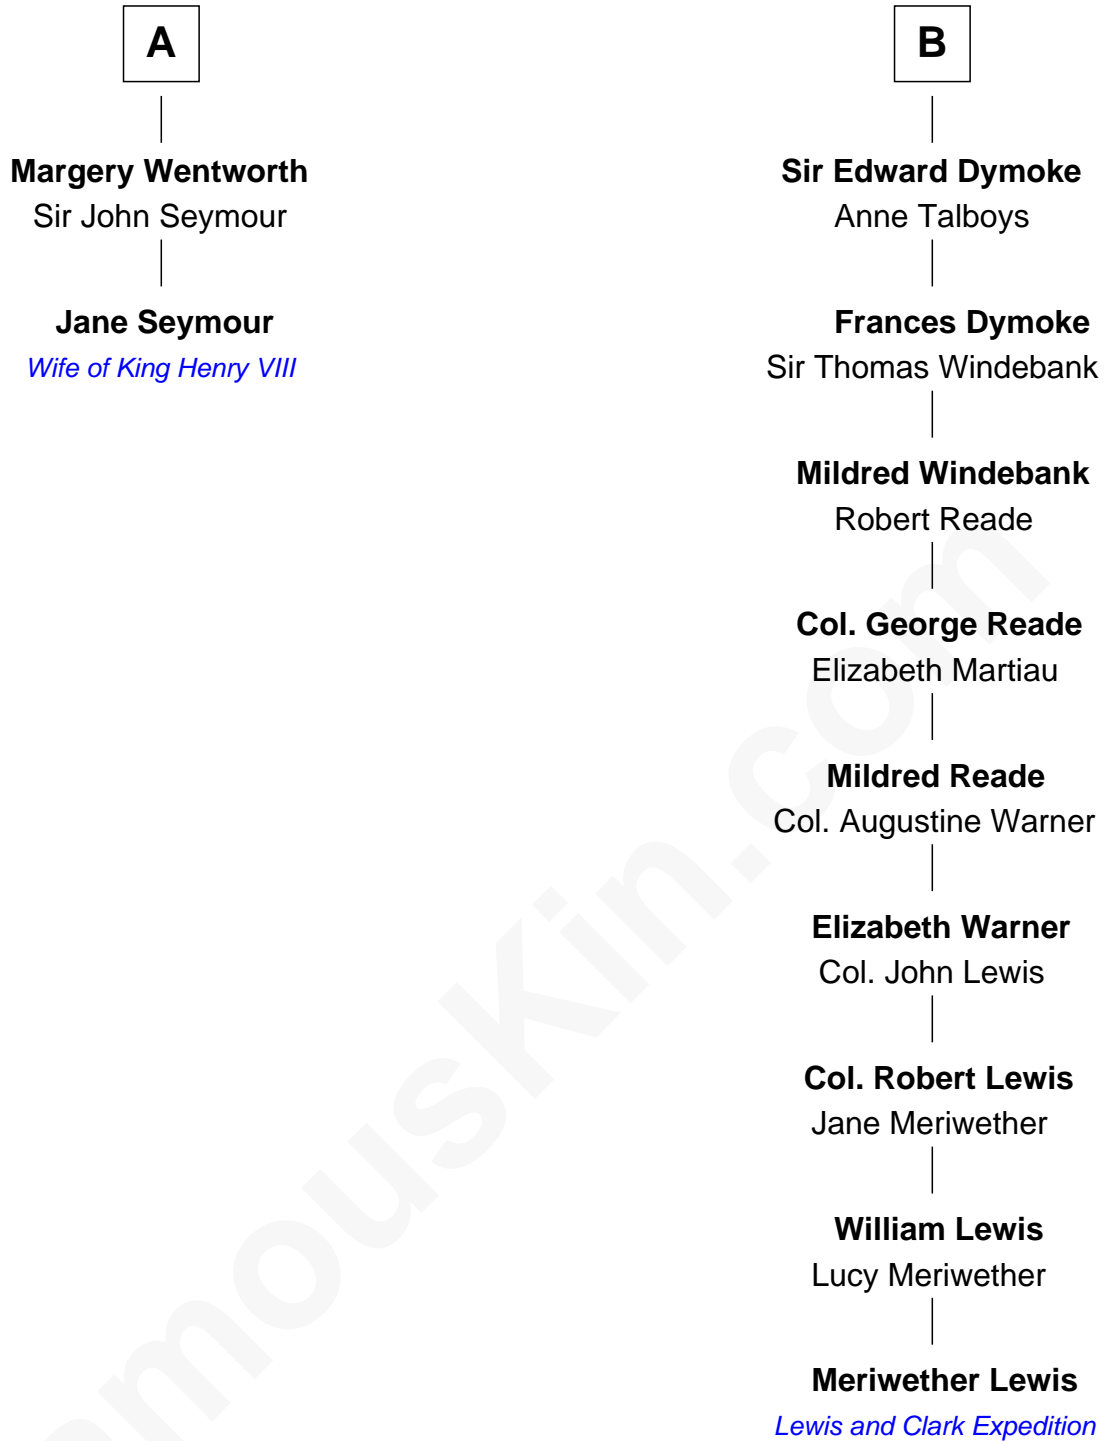 A
Margery Wentworth
Sir John Seymour
Jane Seymour
Wife of King Henry VIII
B
Sir Edward Dymoke
Anne Talboys
Frances Dymoke
Sir Thomas Windebank
Mildred Windebank
Robert Reade
Col. George Reade
Elizabeth Martiau
Mildred Reade
Col. Augustine Warner
Elizabeth Warner
Col. John Lewis
Col. Robert Lewis
Jane Meriwether
William Lewis
Lucy Meriwether
Meriwether Lewis
Lewis and Clark Expedition
amousKin.com